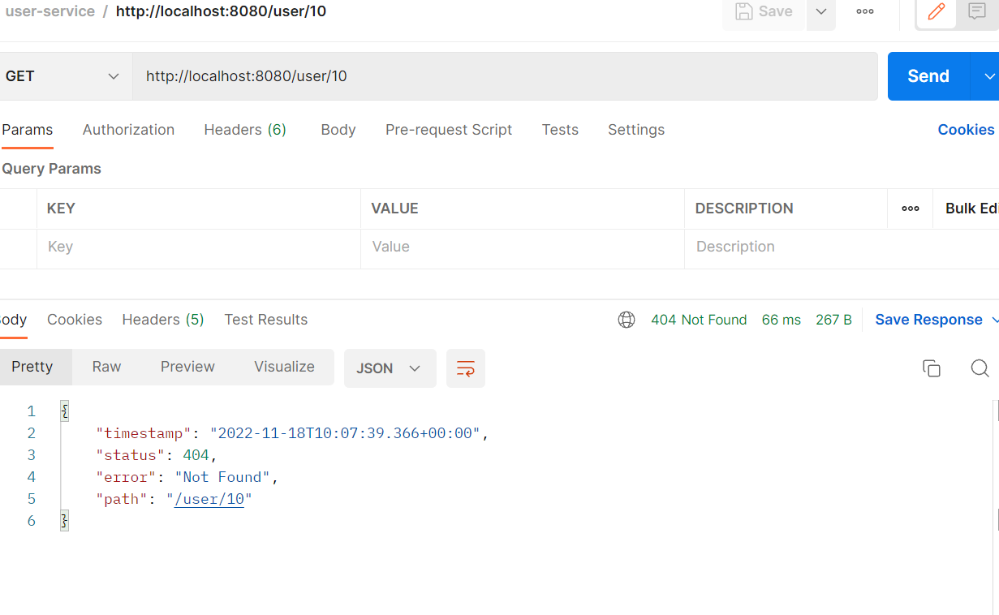 user-service / http://localhost:8080/user/10 Save
GET http://localhost:8080/user/10 Send
Params Authorization Headers (6) Body Pre-request Script Tests Settings Cookies
Query Params
KEY VALUE DESCRIPTION Bulk Edi
Key Value Description
ody Cookies Headers (5) Test Results 404 Not Found 66 ms 267 B Save Response
Pretty Raw Preview Visualize JSON
1 {
2 "timestamp": "2022-11-18T10:07:39.366+00:00",
3 "status": 404,
4 "error": "Not Found",
5 "path": "/user/10"
6 }